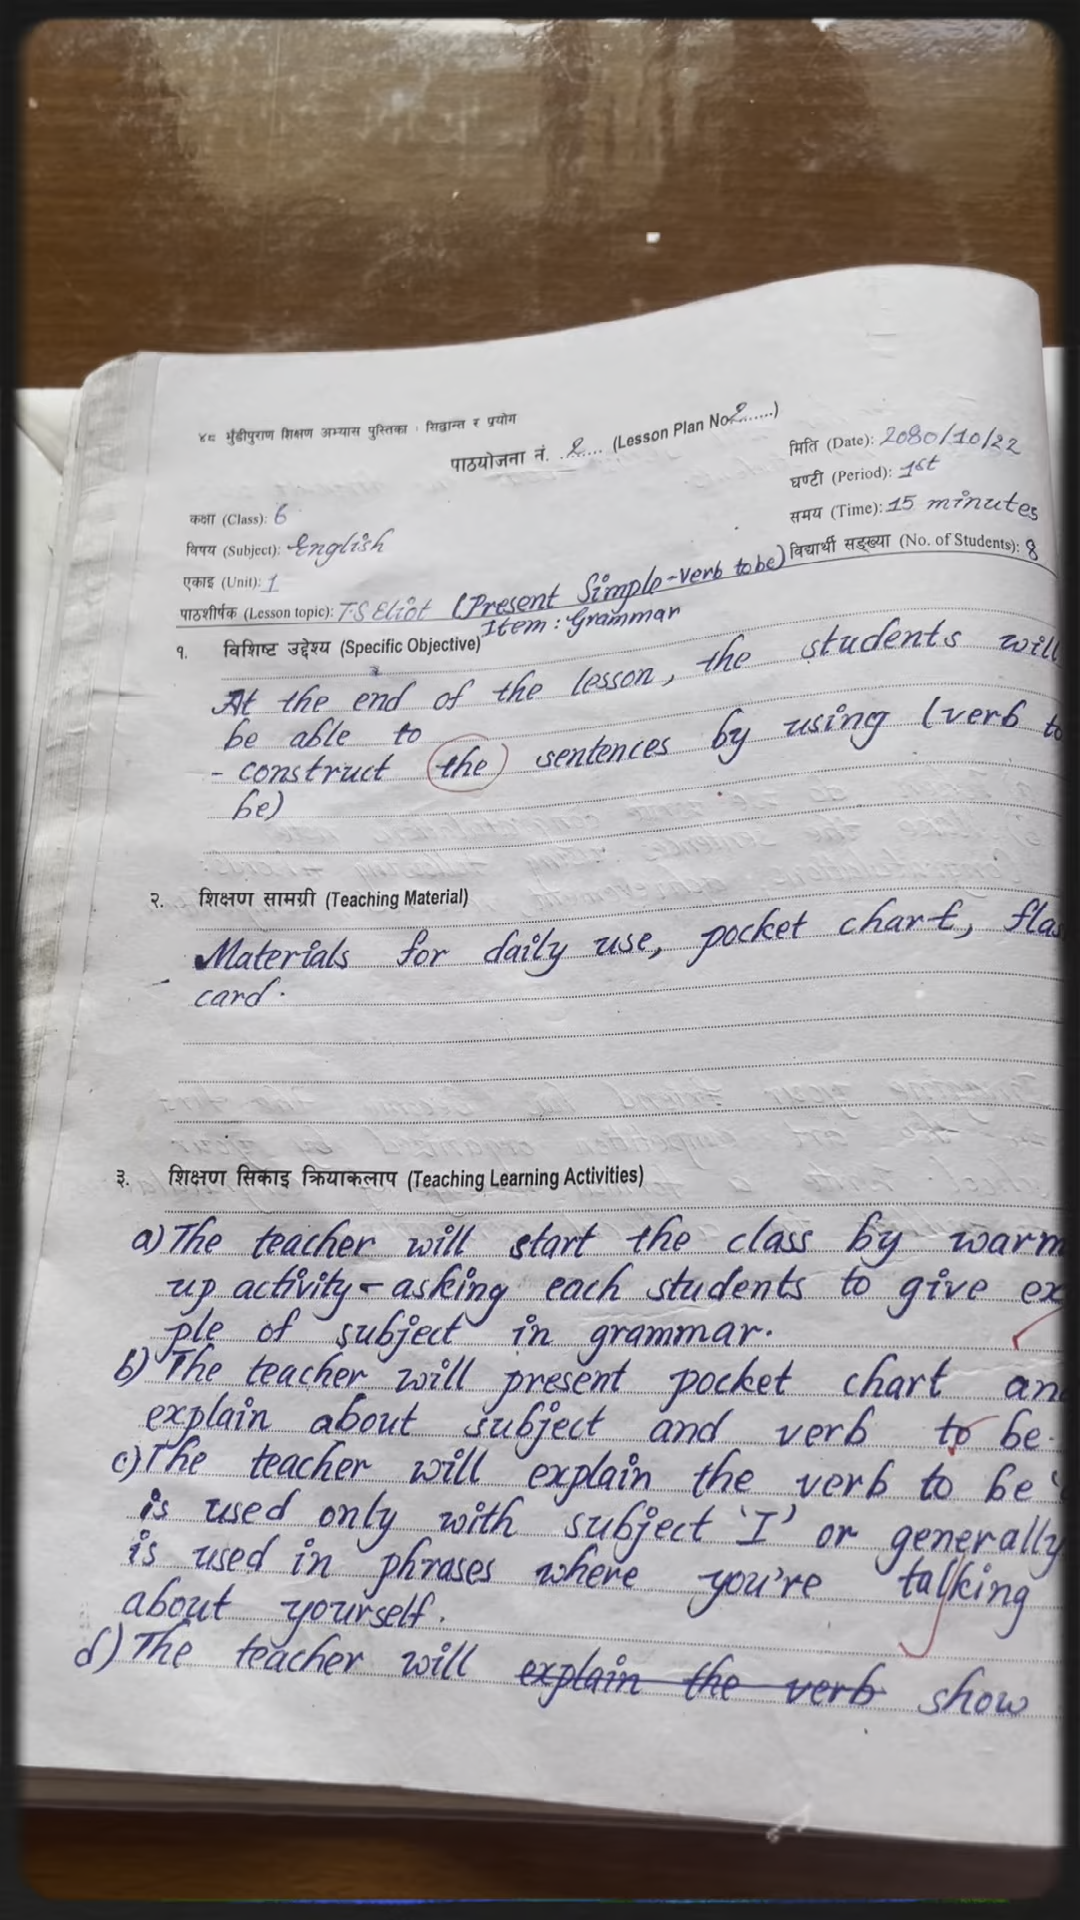 ४८ भुँडीपुराण शिक्षण अभ्यास पुस्तिका : सिद्धान्त र प्रयोग
पाठयोजना नं. ..2.... (Lesson Plan No2......)
मिति (Date): 2080/10/22
घण्टी (Period): 1st
कक्षा (Class): 6
समय (Time): 15 minutes
विषय (Subject): English
विद्यार्थी सङ्ख्या (No. of Students): 8
एकाइ (Unit): 1
पाठशीर्षक (Lesson topic): T.S Eliot (Present Simple-verb to be)
Item: Grammar
१. विशिष्ट उद्देश्य (Specific Objective)
At the end of the lesson, the students will
be able to
- construct the sentences by using (verb to
be)
२. शिक्षण सामग्री (Teaching Material)
Materials for daily use, pocket chart, flas
card.
३. शिक्षण सिकाइ क्रियाकलाप (Teaching Learning Activities)
a) The teacher will start the class by warm
up activity - asking each students to give ex
ple of subject in grammar.
b) The teacher will present pocket chart an
explain about subject and verb to be.
c) The teacher will explain the verb to be '
is used only with subject 'I' or generally
is used in phrases where you're talking
about yourself.
d) The teacher will explain the verb show